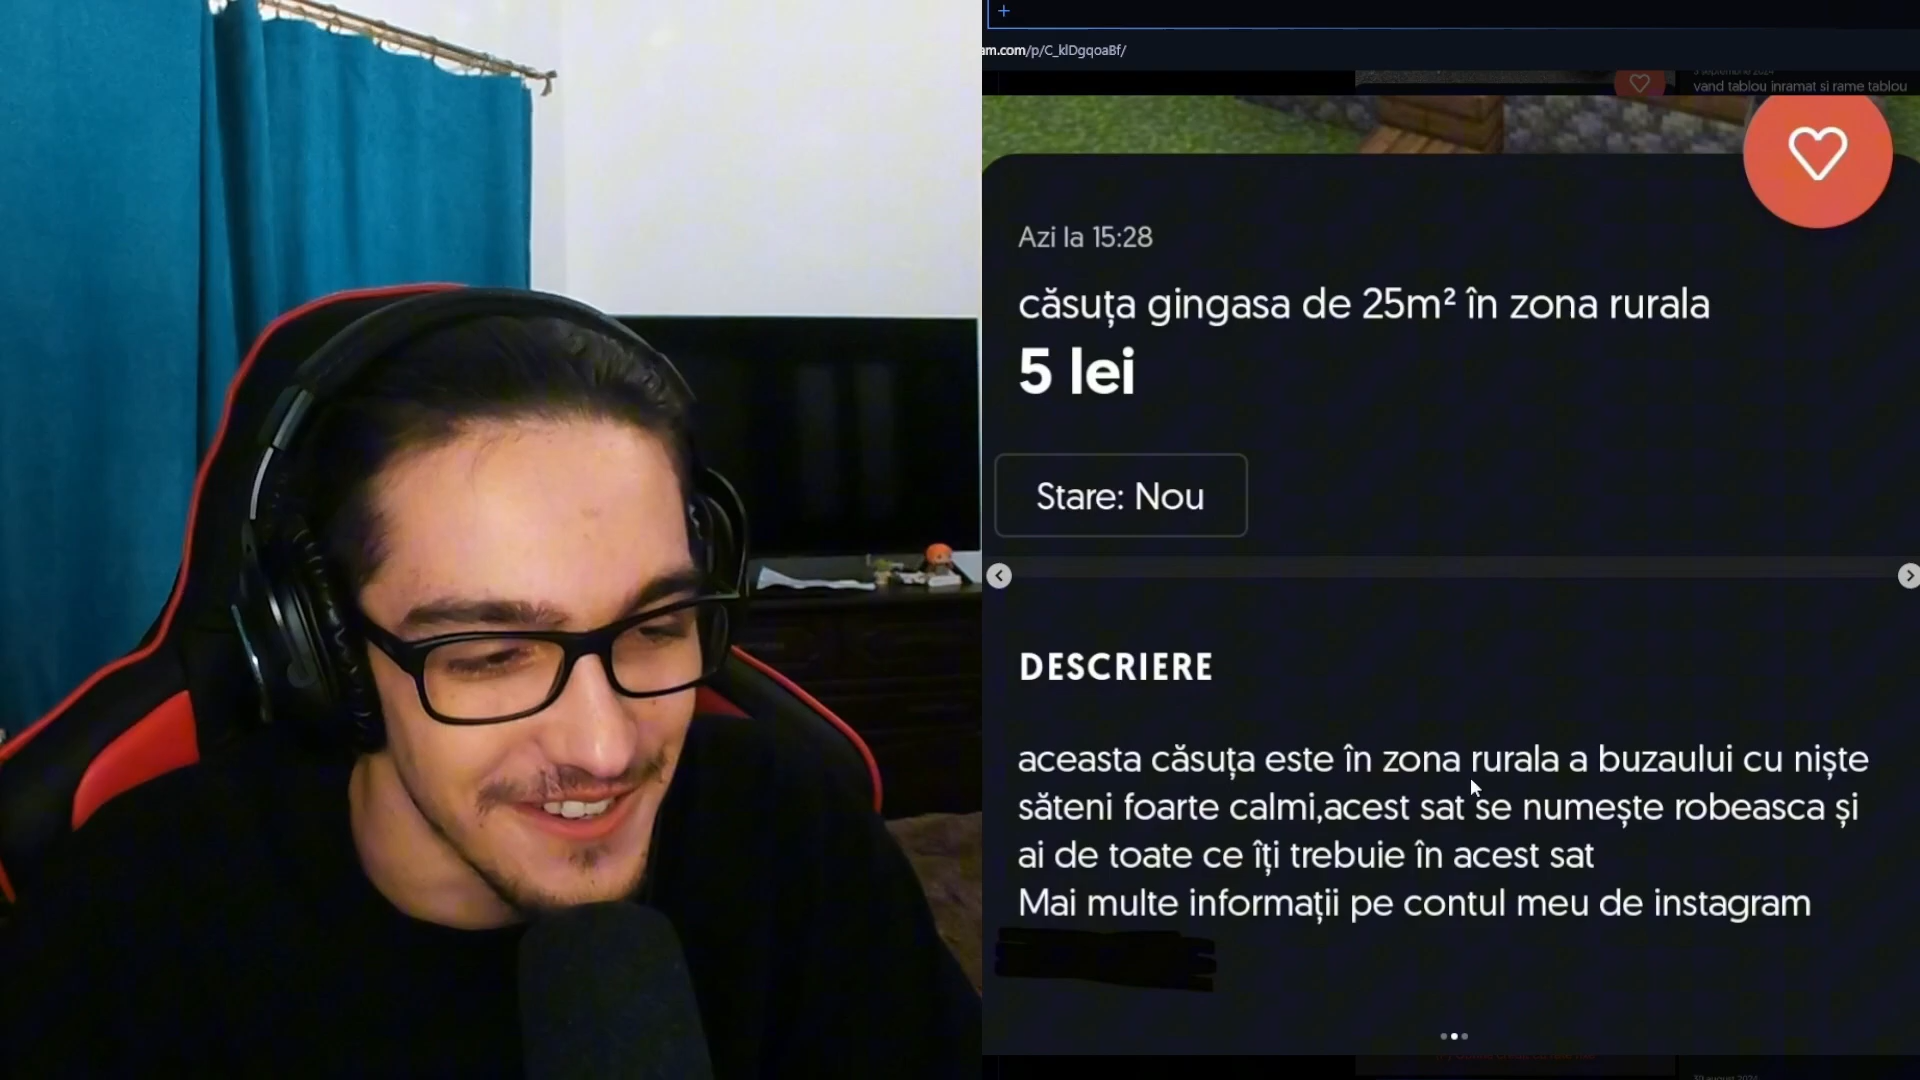 +
am.com/p/C_klDgqoaBf/
vand tablou inramat si rame tablou
Azi la 15:28
căsuța gingasa de 25m² în zona rurala
5 lei
Stare: Nou
DESCRIERE
aceasta căsuța este în zona rurala a buzaului cu niște
săteni foarte calmi,acest sat se numește robeasca și
ai de toate ce îți trebuie în acest sat
Mai multe informații pe contul meu de instagram